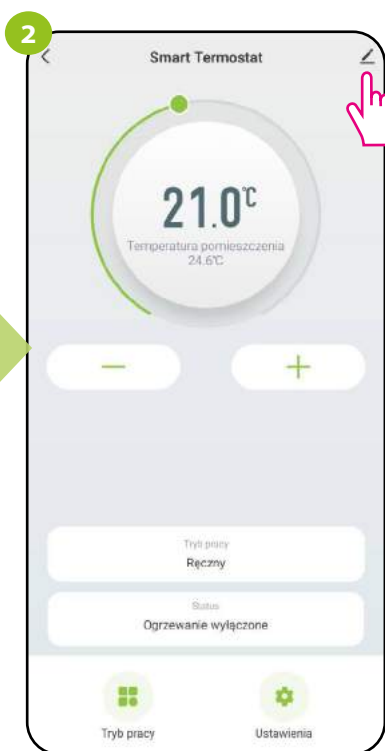 2
Smart Termostat
21.0℃
Temperatura pomieszczenia
24.6℃
Tryb pracy
Ręczny
Status
Ogrzewanie wyłączone
Tryb pracy
Ustawienia